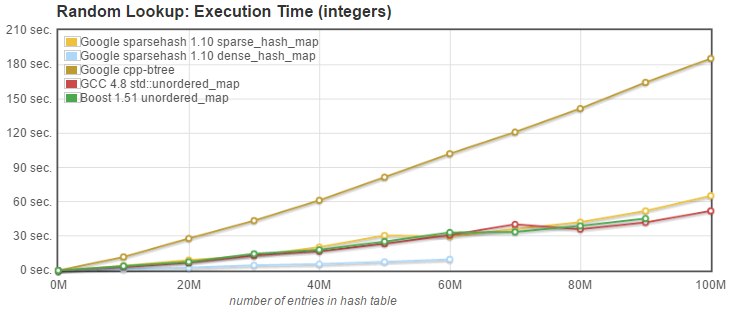 Random Lookup: Execution Time (integers)
210 sec.
180 sec.
150 sec.
120 sec.
90 sec.
60 sec.
30 sec.
0 sec.
Google sparsehash 1.10 sparse_hash_map
Google sparsehash 1.10 dense_hash_map
Google cpp-btree
GCC 4.8 std::unordered_map
Boost 1.51 unordered_map
0M 20M 40M 60M 80M 100M
number of entries in hash table